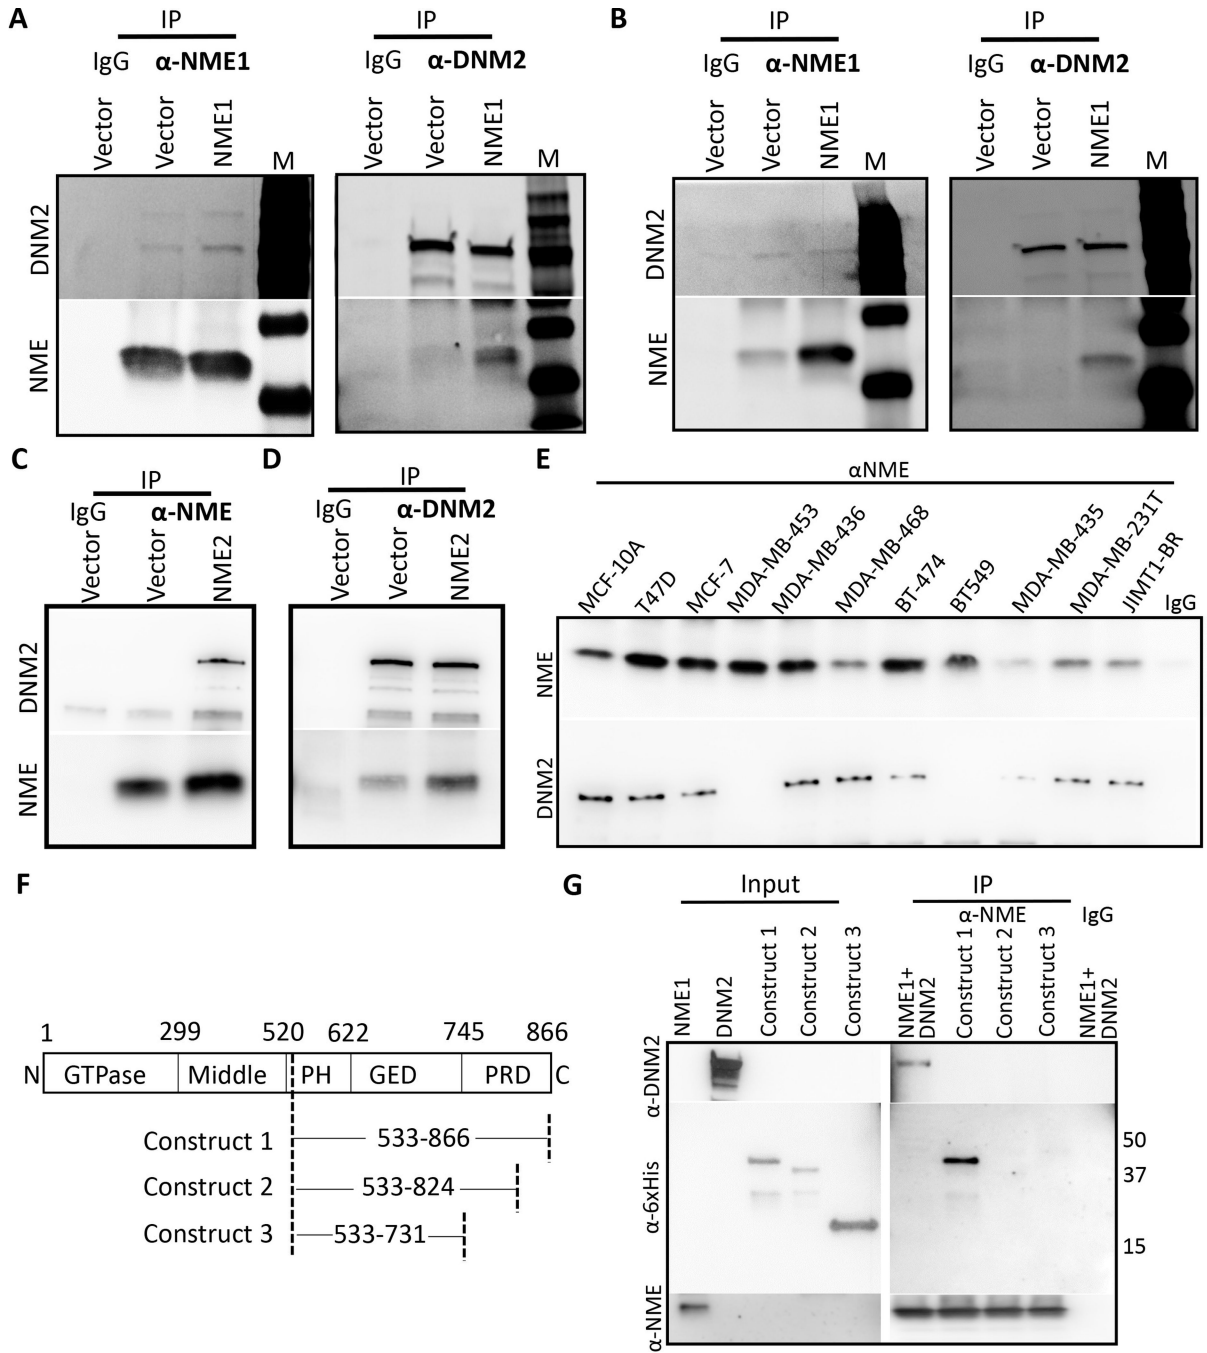 A
IP
IgG α-NME1
Vector
Vector
NME1
M
DNM2
NME
IP
IgG α-DNM2
Vector
Vector
NME1
M
B
IP
IgG α-NME1
Vector
Vector
NME1
M
DNM2
NME
IP
IgG α-DNM2
Vector
Vector
NME1
M
C
IP
IgG α-NME
Vector
Vector
NME2
DNM2
NME
D
IP
IgG α-DNM2
Vector
Vector
NME2
E
αNME
MCF-10A
T47D
MCF-7
MDA-MB-453
MDA-MB-436
MDA-MB-468
BT-474
BT549
MDA-MB-435
MDA-MB-231T
JIMT1-BR
IgG
NME
DNM2
F
1 299 520 622 745 866
N GTPase Middle PH GED PRD C
Construct 1 533-866
Construct 2 533-824
Construct 3 533-731
G
Input
NME1
DNM2
Construct 1
Construct 2
Construct 3
IP
α-NME IgG
NME1+
DNM2
Construct 1
Construct 2
Construct 3
NME1+
DNM2
α-DNM2
α-6xHis
α-NME
50
37
15